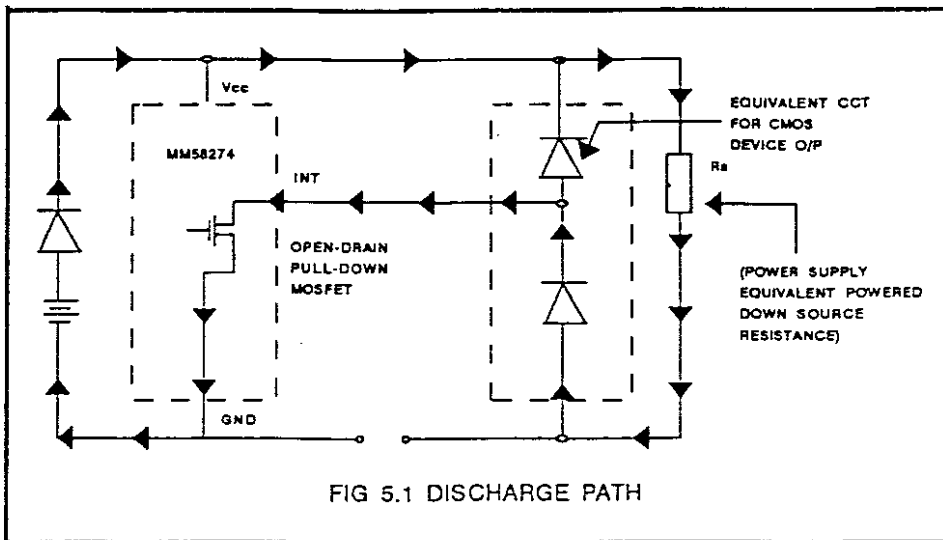 Vcc
EQUIVALENT CCT
FOR CMOS
DEVICE O/P
MM58274
INT
Rs
OPEN-DRAIN
PULL-DOWN
MOSFET
(POWER SUPPLY
EQUIVALENT POWERED
DOWN SOURCE
RESISTANCE)
GND
FIG 5.1 DISCHARGE PATH